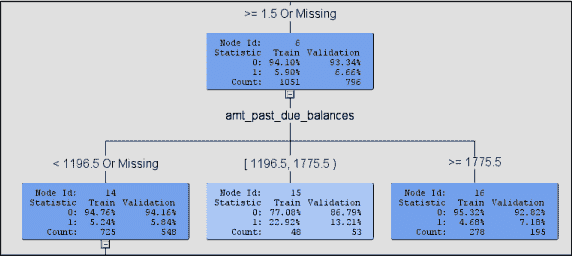 >= 1.5 Or Missing
Node Id: 6
Statistic Train Validation
0: 94.10% 93.34%
1: 5.90% 6.66%
Count: 1051 796
amt_past_due_balances
< 1196.5 Or Missing
[ 1196.5, 1775.5 )
>= 1775.5
Node Id: 14
Statistic Train Validation
0: 94.76% 94.16%
1: 5.24% 5.84%
Count: 725 548
Node Id: 15
Statistic Train Validation
0: 77.08% 86.79%
1: 22.92% 13.21%
Count: 48 53
Node Id: 16
Statistic Train Validation
0: 95.32% 92.82%
1: 4.68% 7.18%
Count: 278 195